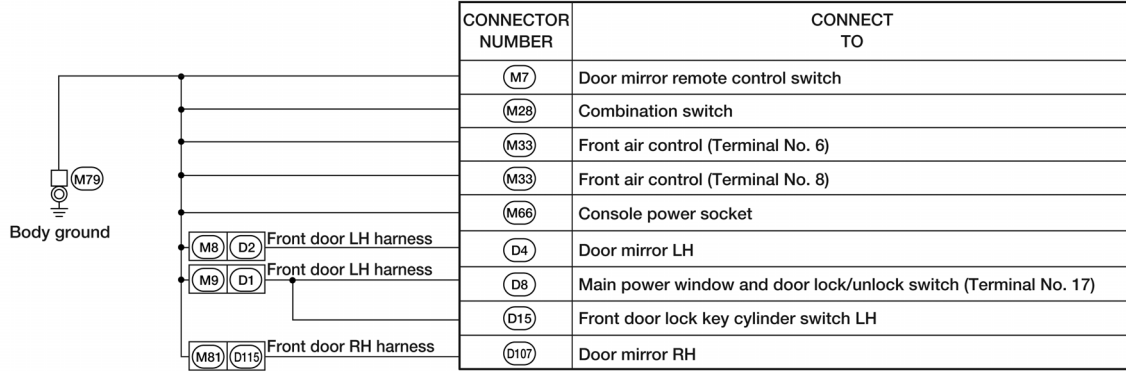 CONNECTOR NUMBER
CONNECT TO
M7 Door mirror remote control switch
M28 Combination switch
M33 Front air control (Terminal No. 6)
M79
M33 Front air control (Terminal No. 8)
M66 Console power socket
Body ground
M8 D2 Front door LH harness D4 Door mirror LH
M9 D1 Front door LH harness D8 Main power window and door lock/unlock switch (Terminal No. 17)
D15 Front door lock key cylinder switch LH
M81 D115 Front door RH harness D107 Door mirror RH